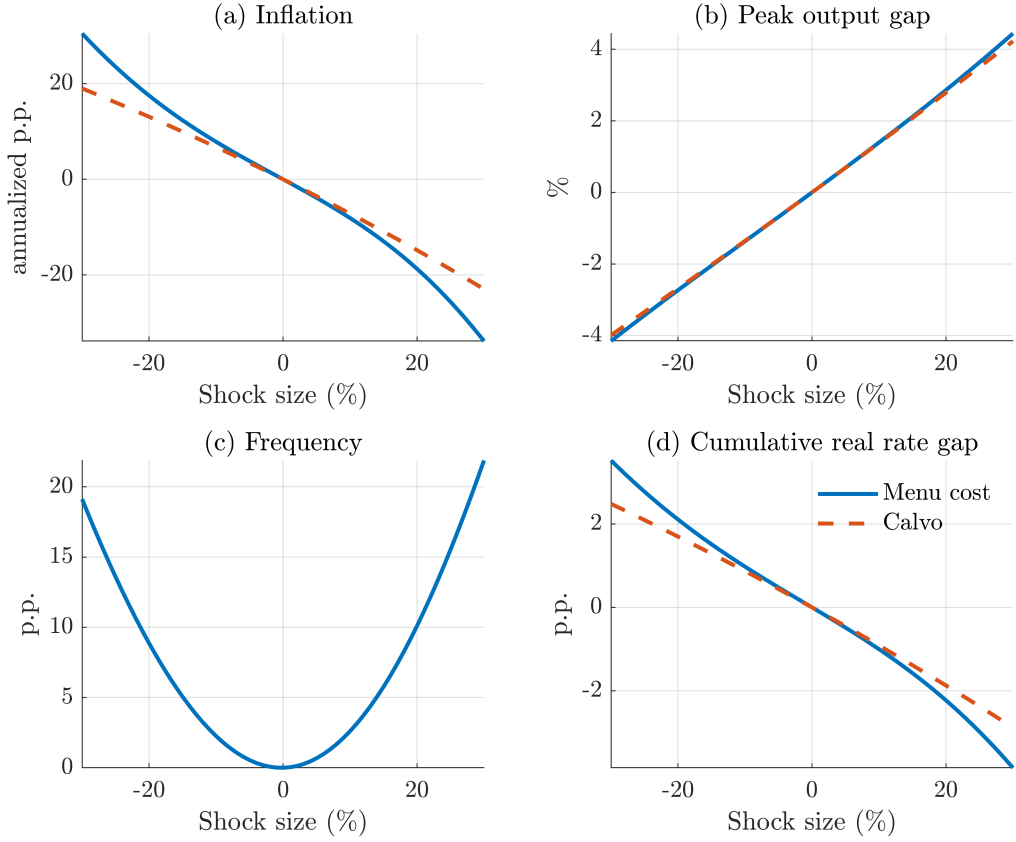 (a) Inflation
annualized p.p.
20
0
-20
-20 0 20
Shock size (%)
(b) Peak output gap
%
4
2
0
-2
-4
-20 0 20
Shock size (%)
(c) Frequency
p.p.
20
15
10
5
0
-20 0 20
Shock size (%)
(d) Cumulative real rate gap
Menu cost
Calvo
p.p.
2
0
-2
-20 0 20
Shock size (%)